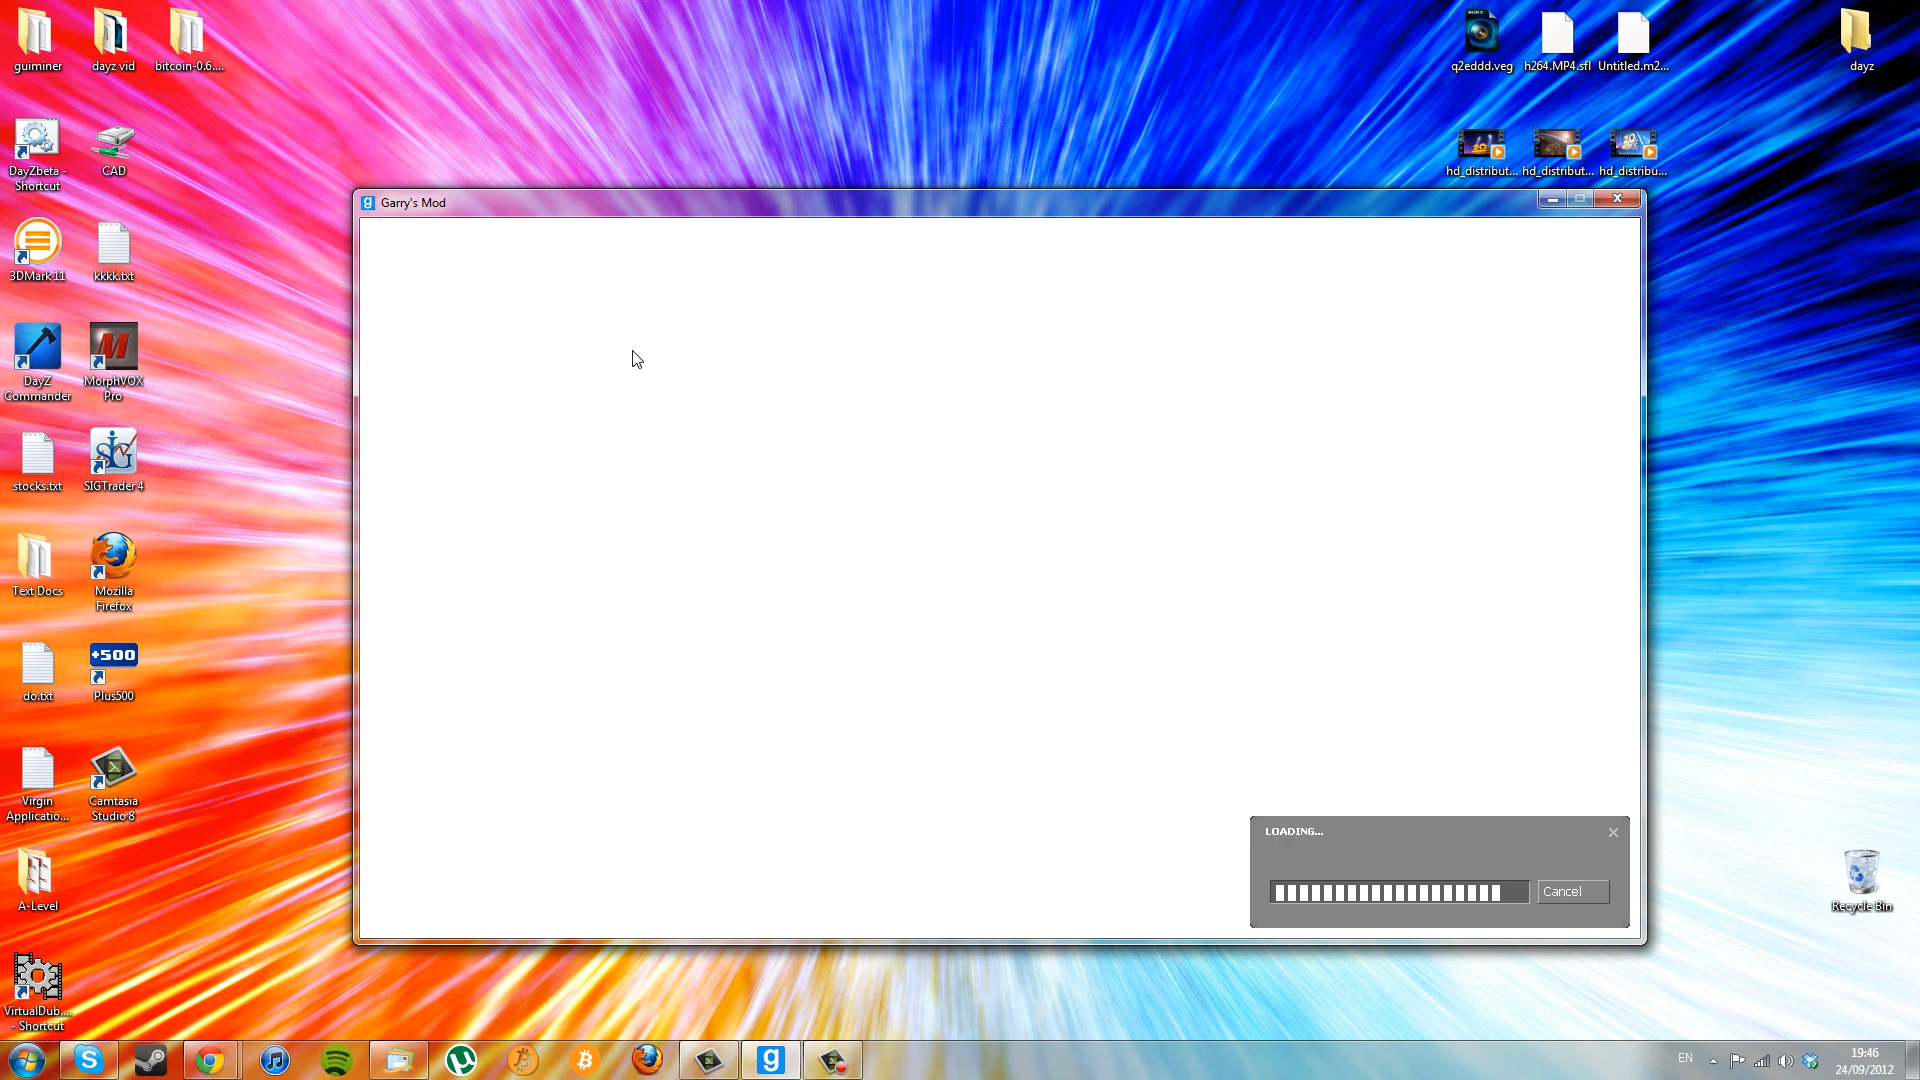 guiminer
dayz vid
bitcoin-0.6....
q2eddd.veg
h264.MP4.sfl
Untitled.m2...
dayz
DayZbeta -
Shortcut
CAD
hd_distribut...
hd_distribut...
hd_distribu...
Garry's Mod
3DMark 11
kkkk.txt
DayZ
Commander
MorphVOX
Pro
stocks.txt
SIGTrader 4
Text Docs
Mozilla
Firefox
+500
do.txt
Plus500
Virgin
Applicatio...
Camtasia
Studio 8
LOADING...
Cancel
A-Level
Recycle Bin
VirtualDub....
- Shortcut
EN
19:46
24/09/2012